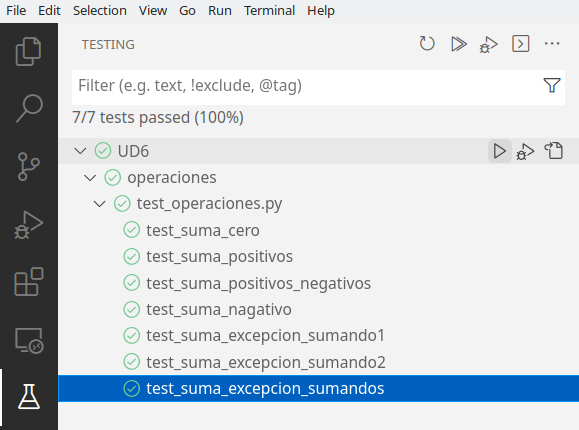 File Edit Selection View Go Run Terminal Help
TESTING
Filter (e.g. text, !exclude, @tag)
7/7 tests passed (100%)
UD6
operaciones
test_operaciones.py
test_suma_cero
test_suma_positivos
test_suma_positivos_negativos
test_suma_nagativo
test_suma_excepcion_sumando1
test_suma_excepcion_sumando2
test_suma_excepcion_sumandos